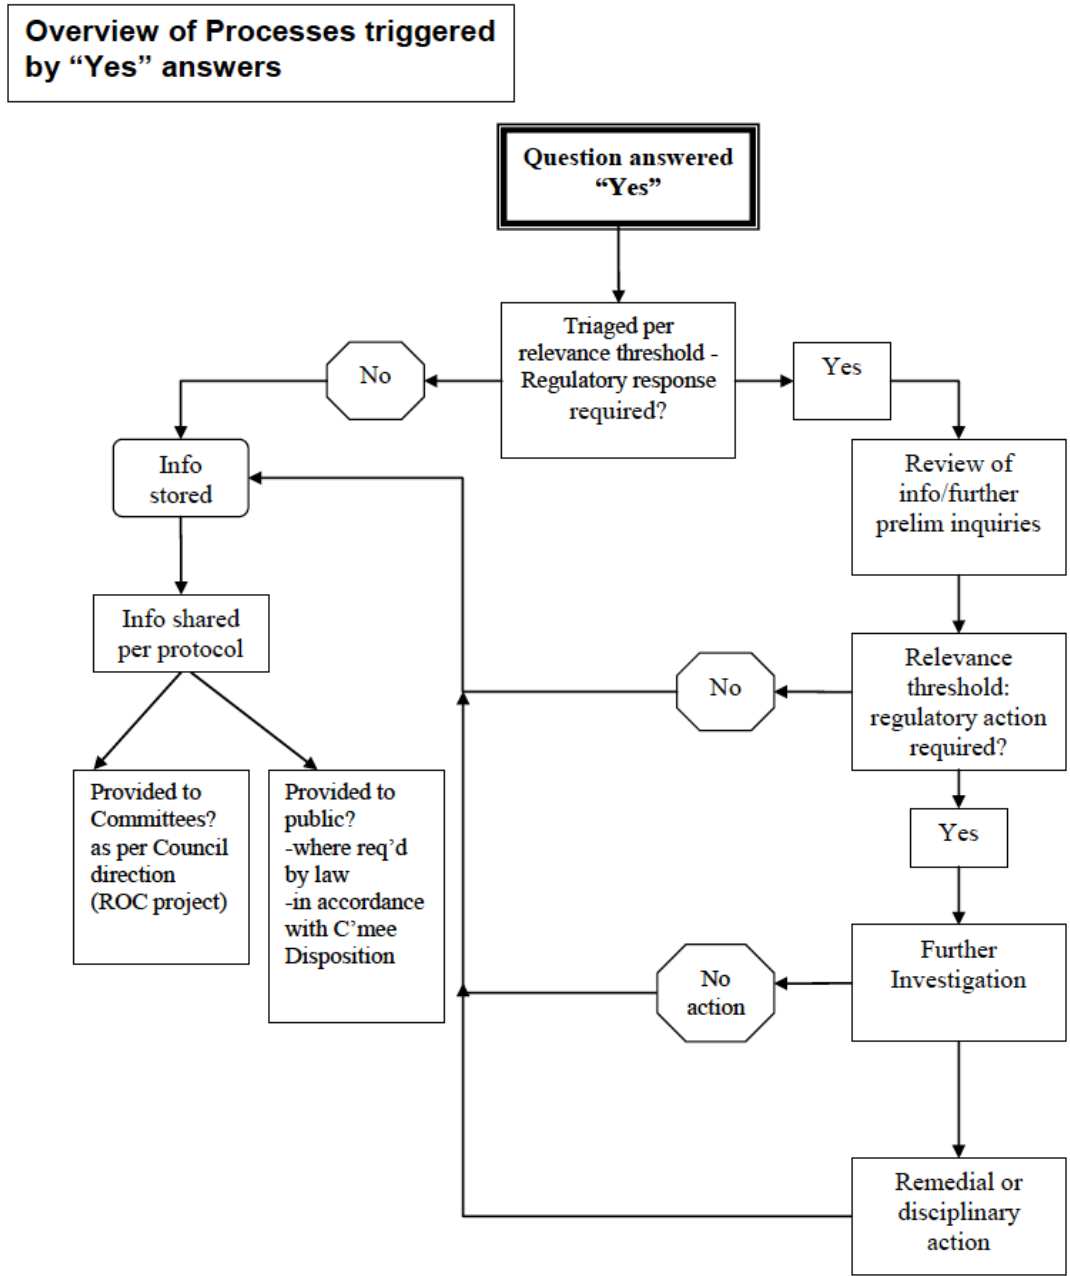 Overview of Processes triggered
by “Yes” answers
Question answered
“Yes”
Triaged per
relevance threshold -
Regulatory response
required?
No
Yes
Info
stored
Review of
info/further
prelim inquiries
Info shared
per protocol
Relevance
threshold:
regulatory action
required?
No
Provided to
Committees?
as per Council
direction
(ROC project)
Provided to
public?
-where req’d
by law
-in accordance
with C’mee
Disposition
Yes
Further
Investigation
No
action
Remedial or
disciplinary
action